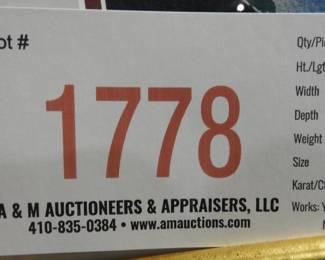 ot #
1778
A & M AUCTIONEERS & APPRAISERS, LLC
410-835-0384 • www.amauctions.com
Qty/Pi
Ht./Lgt
Width
Depth
Weight
Size
Karat/C
Works: Y